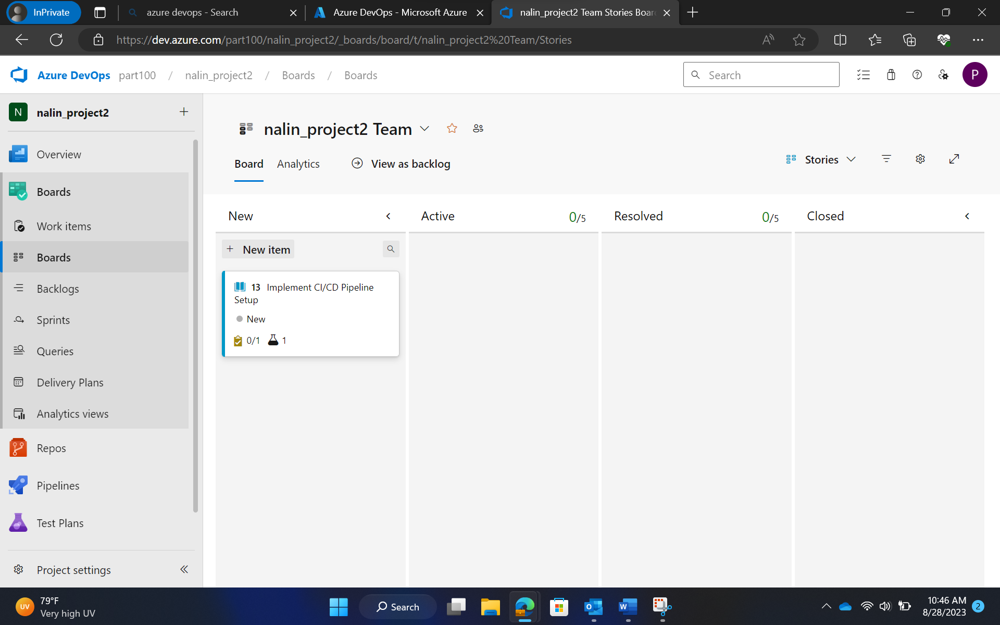 InPrivate
azure devops - Search
Azure DevOps - Microsoft Azure
nalin_project2 Team Stories Boar
https://dev.azure.com/part100/nalin_project2/_boards/board/t/nalin_project2%20Team/Stories
Azure DevOps part100 / nalin_project2 / Boards / Boards
Search
P
N nalin_project2
Overview
Boards
Work items
Boards
Backlogs
Sprints
Queries
Delivery Plans
Analytics views
Repos
Pipelines
Test Plans
Project settings
nalin_project2 Team
Board Analytics View as backlog
Stories
New
Active 0/5
Resolved 0/5
Closed
New item
13 Implement CI/CD Pipeline
Setup
New
0/1 1
UV
79°F
Very high UV
Search
10:46 AM
8/28/2023
2